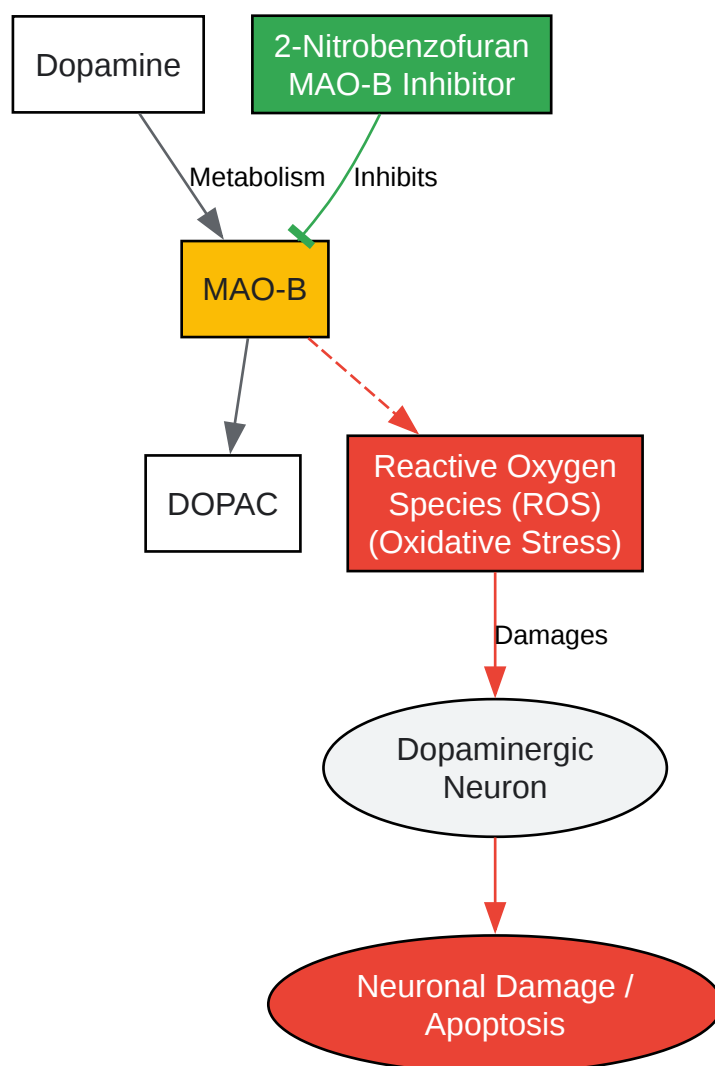 Dopamine
2-Nitrobenzofuran
MAO-B Inhibitor
Metabolism
Inhibits
MAO-B
DOPAC
Reactive Oxygen
Species (ROS)
(Oxidative Stress)
Damages
Dopaminergic
Neuron
Neuronal Damage /
Apoptosis